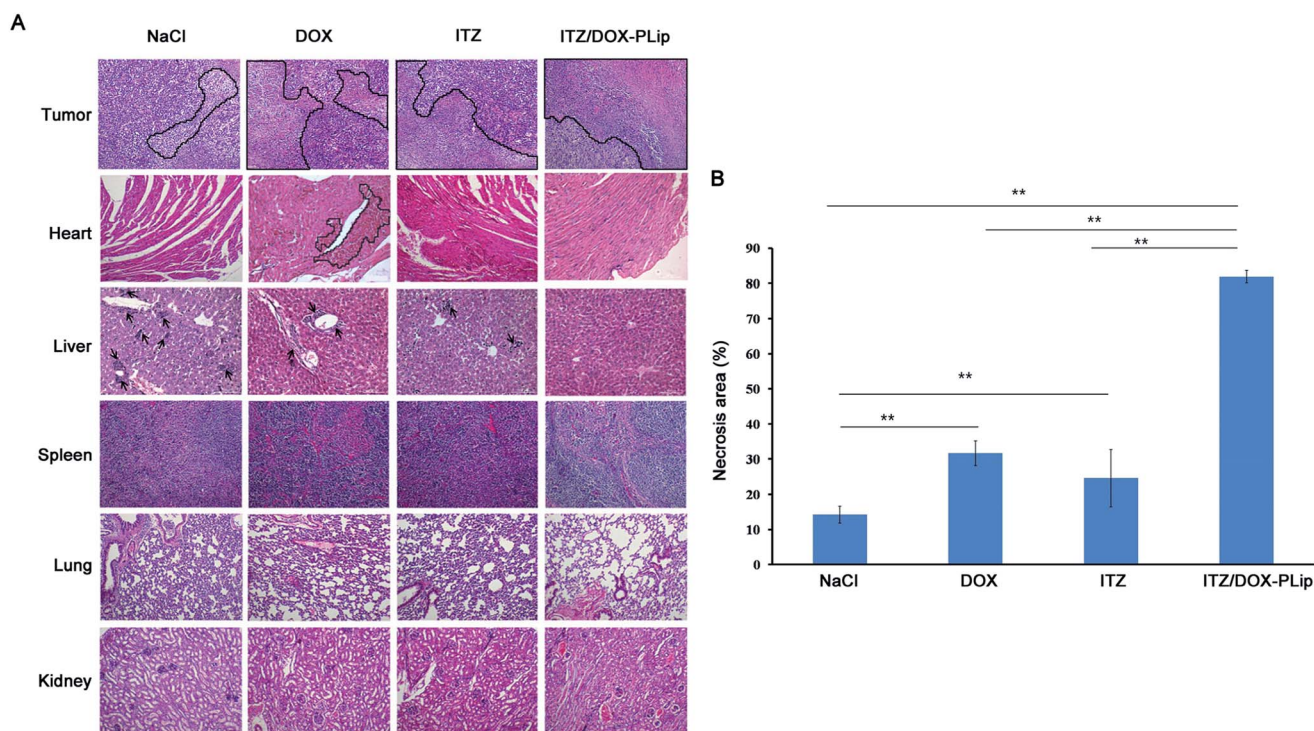 A
NaCl DOX ITZ ITZ/DOX-PLip
Tumor
Heart
Liver
Spleen
Lung
Kidney
B
**
**
**
**
**
Necrosis area (%)
90
80
70
60
50
40
30
20
10
0
NaCl DOX ITZ ITZ/DOX-PLip